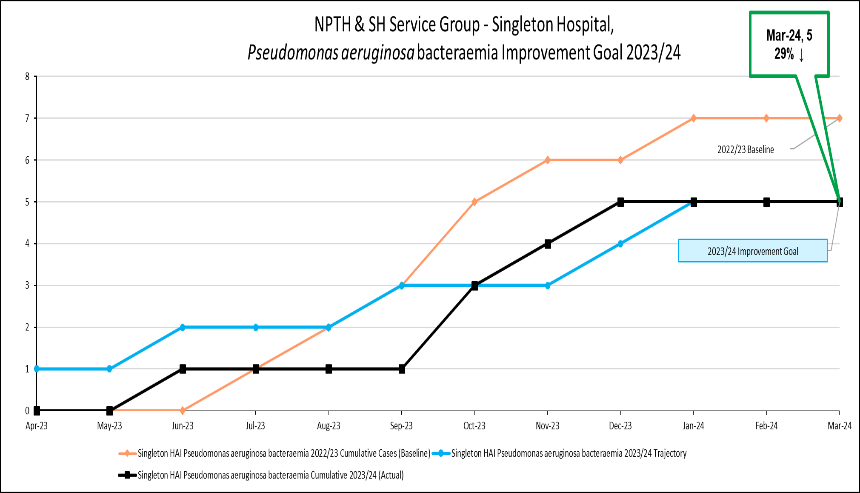 NPTH & SH Service Group - Singleton Hospital,
Pseudomonas aeruginosa bacteraemia Improvement Goal 2023/24
Mar-24, 5
29% ↓
8
7
6
5
4
3
2
1
0
2022/23 Baseline
2023/24 Improvement Goal
Apr-23 May-23 Jun-23 Jul-23 Aug-23 Sep-23 Oct-23 Nov-23 Dec-23 Jan-24 Feb-24 Mar-24
Singleton HAI Pseudomonas aeruginosa bacteraemia 2022/23 Cumulative Cases (Baseline) Singleton HAI Pseudomonas aeruginosa bacteraemia 2023/24 Trajectory
Singleton HAI Pseudomonas aeruginosa bacteraemia Cumulative 2023/24 (Actual)